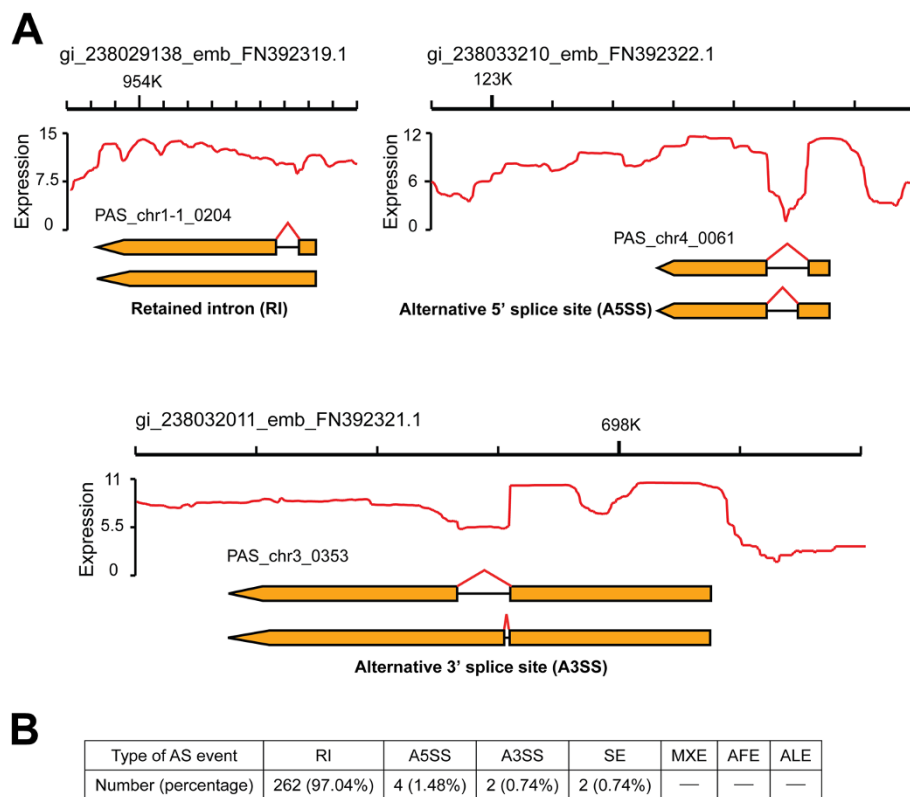 A
gi_238029138_emb_FN392319.1
954K
15
7.5
0
Expression
PAS_chr1-1_0204
Retained intron (RI)
gi_238033210_emb_FN392322.1
123K
12
6
0
Expression
PAS_chr4_0061
Alternative 5’ splice site (A5SS)
gi_238032011_emb_FN392321.1
698K
11
5.5
0
Expression
PAS_chr3_0353
Alternative 3’ splice site (A3SS)
B
Type of AS event RI A5SS A3SS SE MXE AFE ALE
Number (percentage) 262 (97.04%) 4 (1.48%) 2 (0.74%) 2 (0.74%) — — —